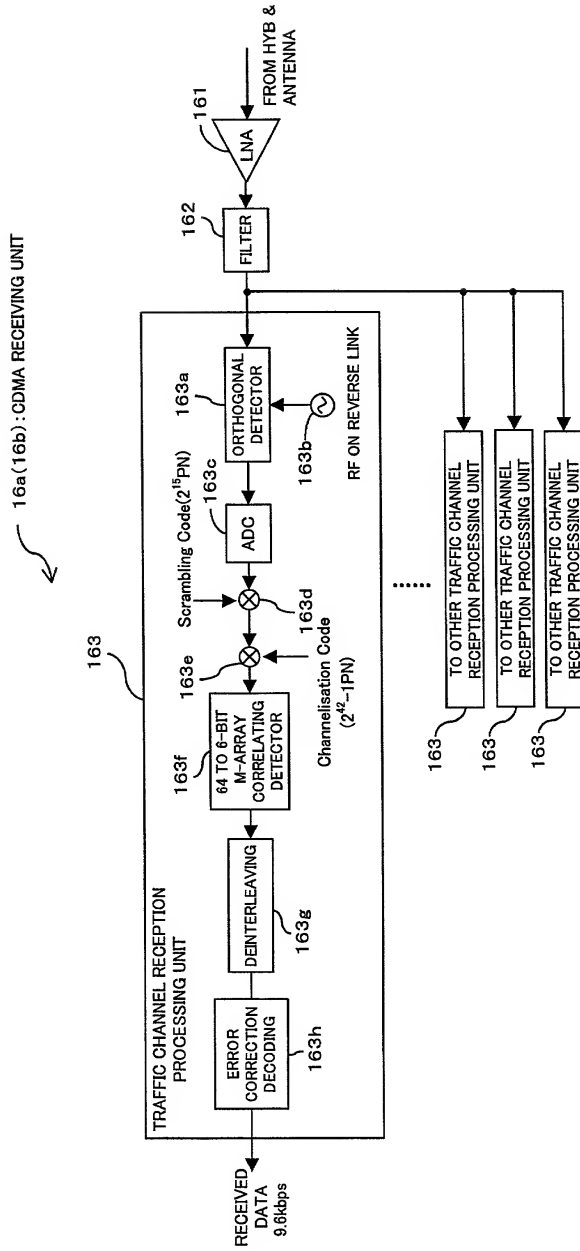 16a(16b):CDMA RECEIVING UNIT
163
TRAFFIC CHANNEL RECEPTION
PROCESSING UNIT
RECEIVED
DATA
9.6kbps
ERROR
CORRECTION
DECODING
163h
DEINTERLEAVING
163g
64 TO 6-BIT
M-ARRAY
CORRELATING
DETECTOR
163f
163e
Channelisation Code
(2⁴²-1PN)
Scrambling Code(2¹⁵PN)
163d
ADC
163c
ORTHOGONAL
DETECTOR
163a
163b
RF ON REVERSE LINK
FILTER
162
LNA
161
FROM HYB &
ANTENNA
TO OTHER TRAFFIC CHANNEL
RECEPTION PROCESSING UNIT
163
TO OTHER TRAFFIC CHANNEL
RECEPTION PROCESSING UNIT
163
TO OTHER TRAFFIC CHANNEL
RECEPTION PROCESSING UNIT
163